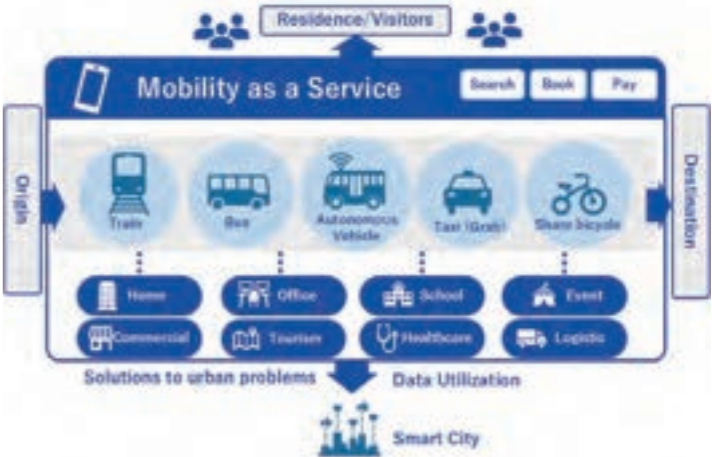 Residence/Visitors
Mobility as a Service
Search
Book
Pay
Origin
Destination
Train
Bus
Autonomous
Vehicle
Taxi (Grab)
Share bicycle
Home
Office
School
Event
Commercial
Tourism
Healthcare
Logistic
Solutions to urban problems
Data Utilization
Smart City